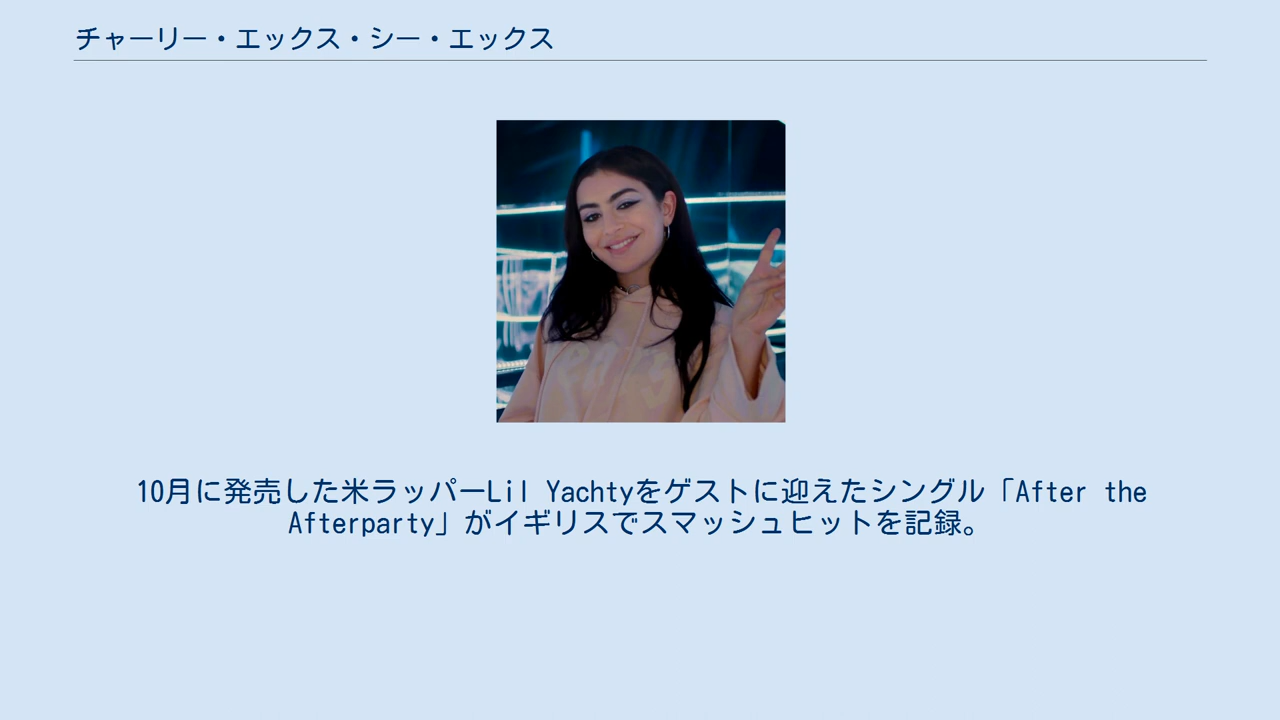 チャーリー・エックス・シー・エックス
10月に発売した米ラッパーLil Yachtyをゲストに迎えたシングル「After the
Afterparty」がイギリスでスマッシュヒットを記録。